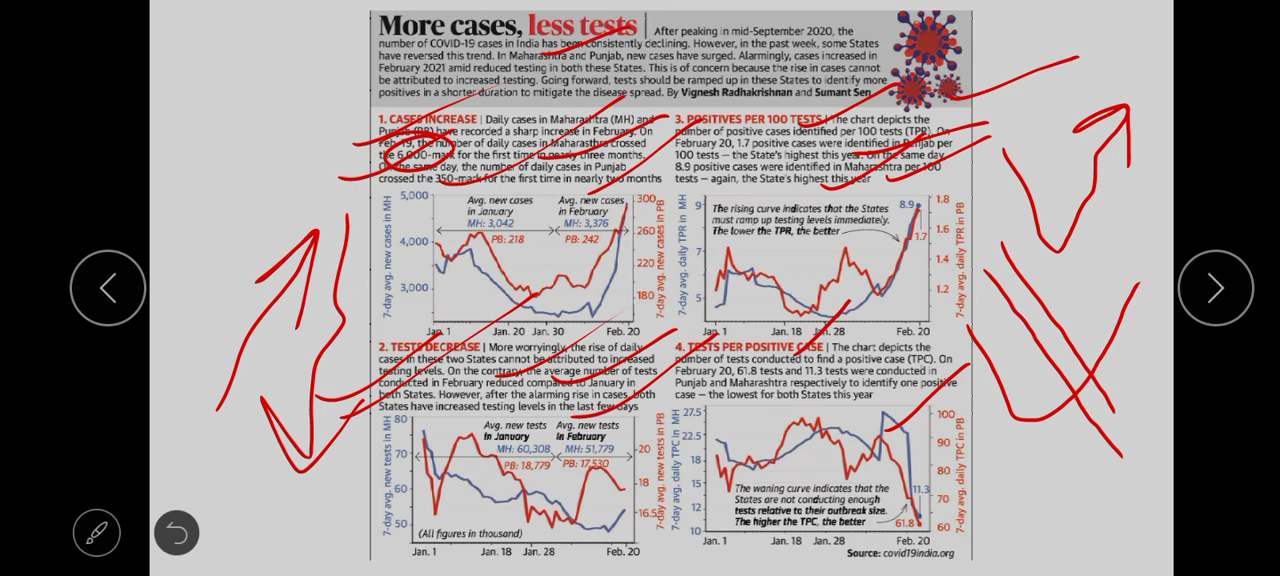 More cases, less tests
After peaking in mid-September 2020, the
number of COVID-19 cases in India has been consistently declining. However, in the past week, some States
have reversed this trend. In Maharashtra and Punjab, new cases have surged. Alarmingly, cases increased in
February 2021 amid reduced testing in both these States. This is of concern because the rise in cases cannot
be attributed to increased testing. Going forward, tests should be ramped up in these States to identify more
positives in a shorter duration to mitigate the disease spread. By Vignesh Radhakrishnan and Sumant Sen
1. CASES INCREASE | Daily cases in Maharashtra (MH) and
Punjab (PB) have recorded a sharp increase in February. On
Feb. 19, the number of daily cases in Maharasthra crossed
the 6,000-mark for the first time in nearly three months.
On the same day, the number of daily cases in Punjab
crossed the 350-mark for the first time in nearly two months
5,000
4,000
3,000
7-day avg. new cases in MH
Avg. new cases
in January
MH: 3,042
PB: 218
Avg. new cases
in February
MH: 3,376
PB: 242
300
260
220
180
7-day avg. new cases in PB
Jan. 1
Jan. 20
Jan. 30
Feb. 20
2. TESTS DECREASE | More worryingly, the rise of daily
cases in these two States cannot be attributed to increased
testing levels. On the contrary, the average number of tests
conducted in February reduced compared to January in
both States. However, after the alarming rise in cases, both
States have increased testing levels in the last few days
80
70
60
50
7-day avg. new tests in MH
Avg. new tests
in January
MH: 60,308
PB: 18,779
Avg. new tests
in February
MH: 51,779
PB: 17,530
20
18
16.5
7-day avg. new tests in PB
(All figures in thousand)
Jan. 1
Jan. 18
Jan. 28
Feb. 20
3. POSITIVES PER 100 TESTS | The chart depicts the
number of positive cases identified per 100 tests (TPR). On
February 20, 1.7 positive cases were identified in Punjab per
100 tests — the State's highest this year. On the same day,
8.9 positive cases were identified in Maharashtra per 100
tests — again, the State's highest this year
9
7
5
7-day avg. daily TPR in MH
The rising curve indicates that the States
must ramp up testing levels immediately.
The lower the TPR, the better
8.9
1.7
1.8
1.6
1.4
1.2
7-day avg. daily TPR in PB
Jan.
Jan. 18
Jan. 28
Feb. 20
4. TESTS PER POSITIVE CASE | The chart depicts the
number of tests conducted to find a positive case (TPC). On
February 20, 61.8 tests and 11.3 tests were conducted in
Punjab and Maharashtra respectively to identify one positive
case — the lowest for both States this year
27.5
22.5
18
15
12
10
7-day avg. daily TPC in MH
The waning curve indicates that the
States are not conducting enough
tests relative to their outbreak size.
The higher the TPC, the better
11.3
61.8
100
90
80
70
60
7-day avg. daily TPC in PB
Jan. 1
Jan. 18
Jan. 28
Feb. 20
Source: covid19india.org